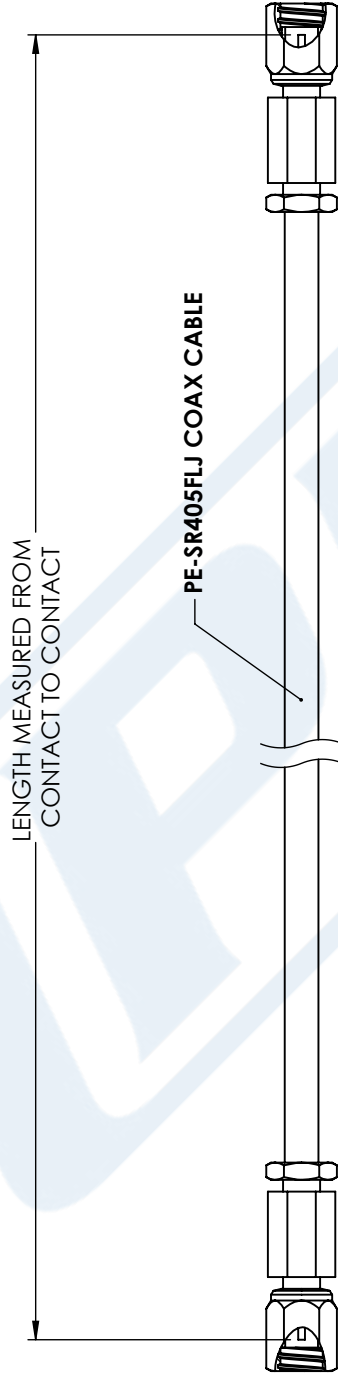 LENGTH MEASURED FROM
CONTACT TO CONTACT
PE-SR405FLJ COAX CABLE